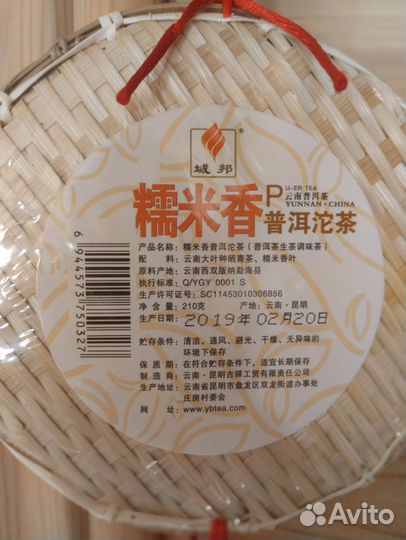 域邦
糯米香
P
U-ER TEA
云南普洱茶
YUNNAN·CHINA
普洱沱茶
产品名称：糯米香普洱沱茶（普洱茶生茶调味茶）
配 料：云南大叶种晒青茶、糯米香叶
原料产地：云南西双版纳勐海县
执行标准：Q/YGY 0001 S
生产许可证号：SC11453010306856
净 含 量：210克 产 地：云南·昆明
生产日期：2019年02月20日
贮存条件：清洁、通风、避光、干燥、无异味的
环境下保存
保 质 期：在符合贮存条件下、适宜长期保存
制 造 商：云南·昆明古驿工贸有限责任公司
生产地址：云南省昆明市盘龙区双龙街道办事处
庄房村委会
网 址：www.ybtea.com
6944573750327
Avito